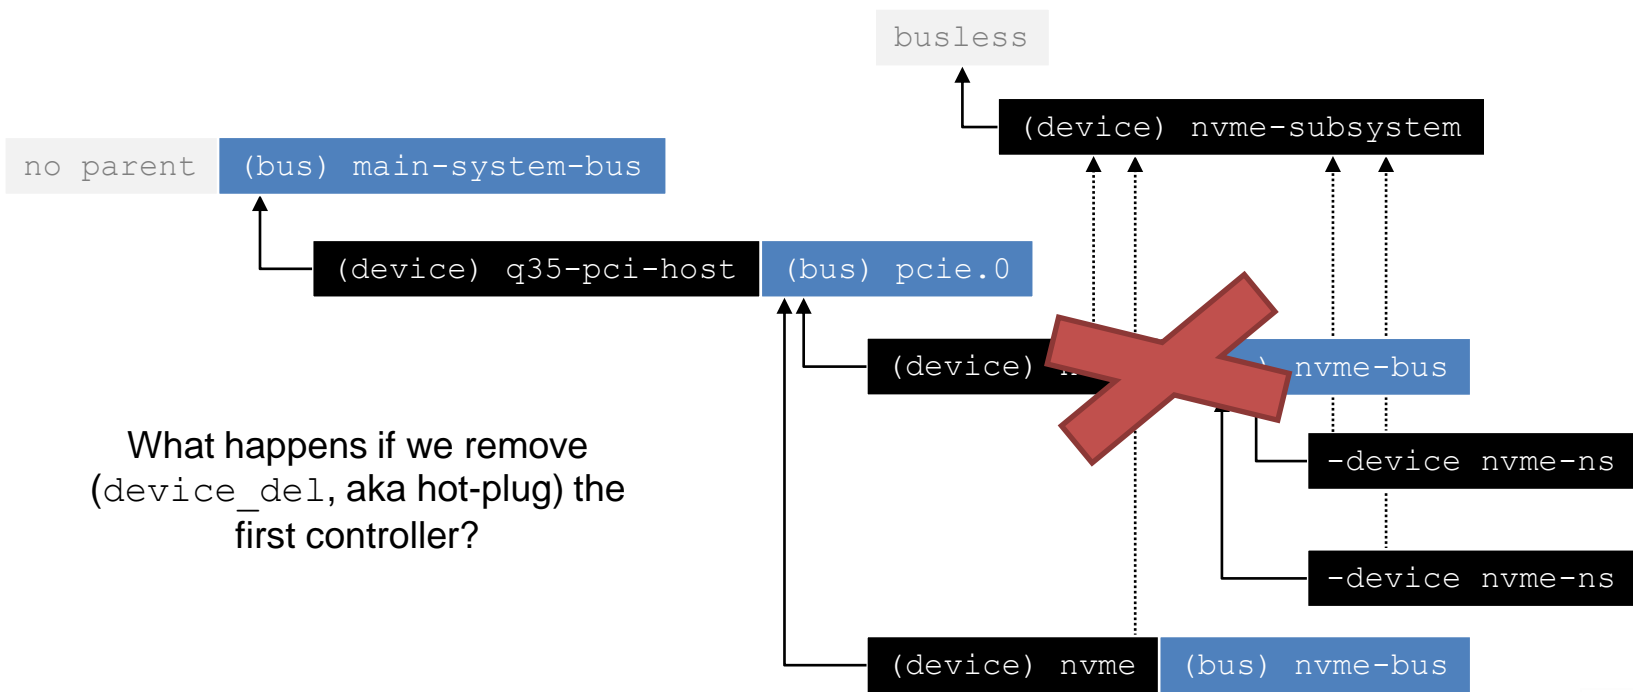 busless
(device) nvme-subsystem
no parent (bus) main-system-bus
(device) q35-pci-host (bus) pcie.0
(device) ) nvme-bus
What happens if we remove
(device_del, aka hot-plug) the
first controller?
-device nvme-ns
-device nvme-ns
(device) nvme (bus) nvme-bus